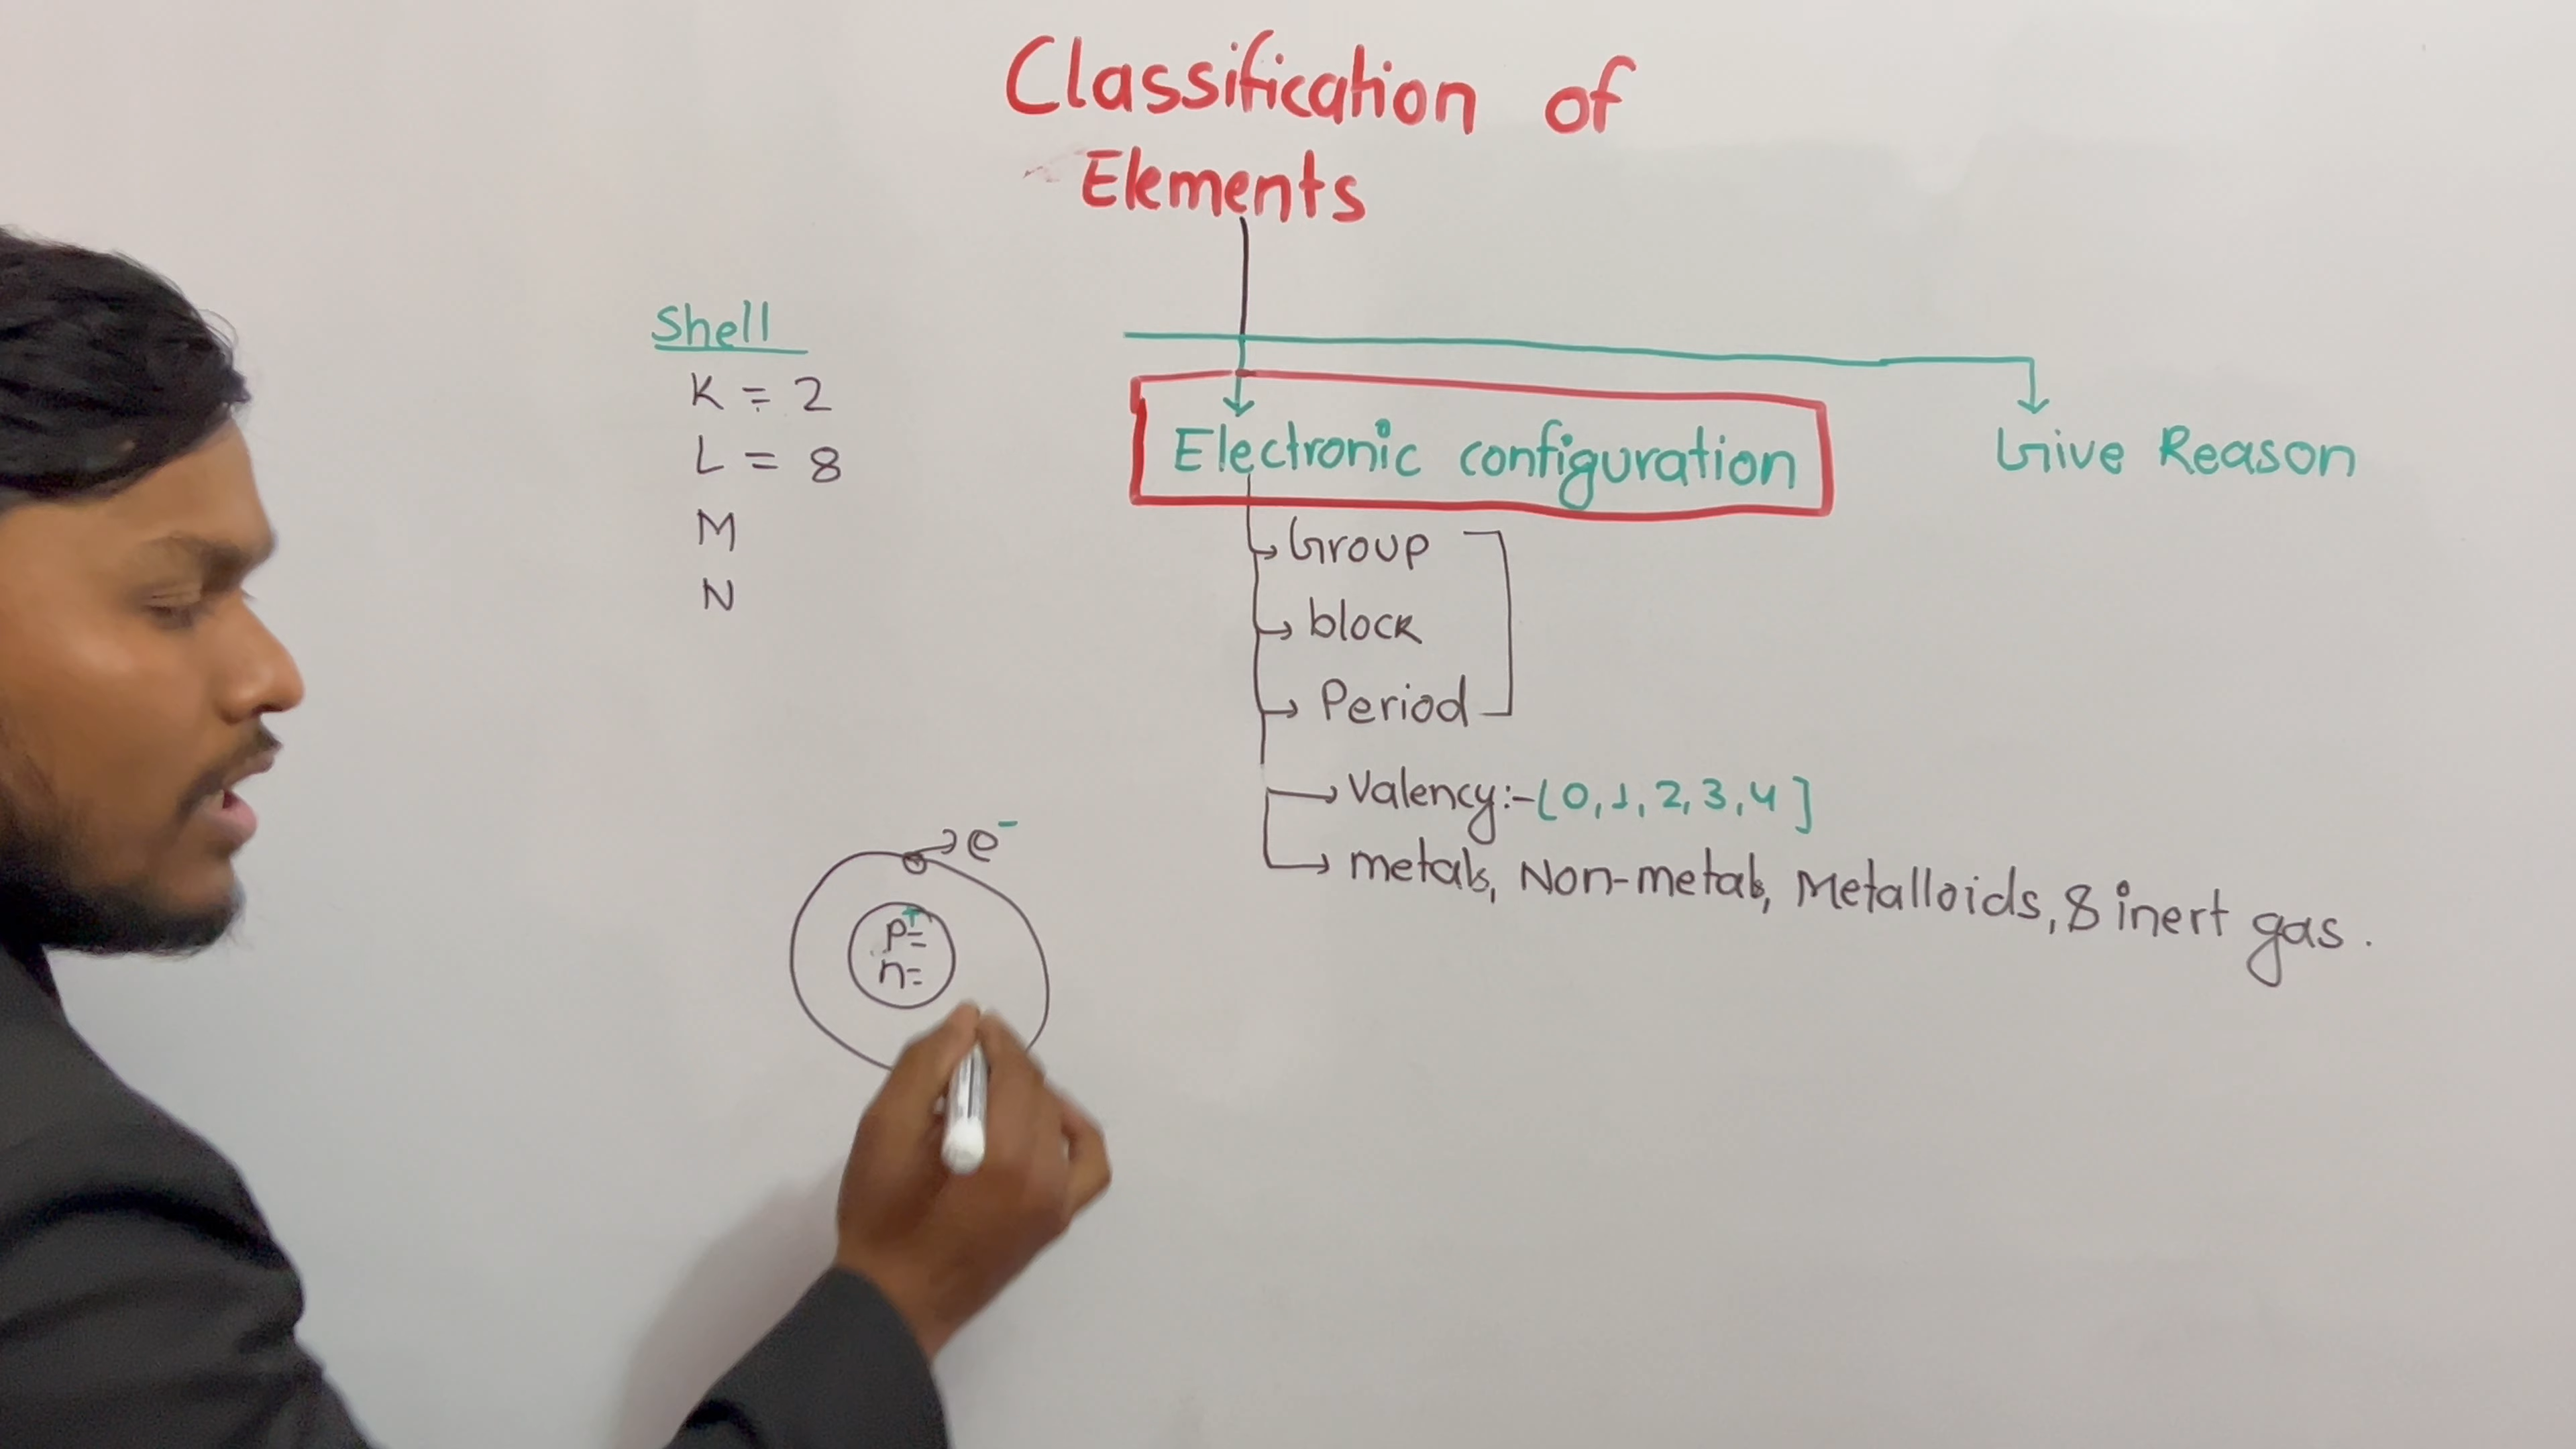 Classification of
Elements
Shell
K = 2
L = 8
M
N
Electronic configuration
Give Reason
Group
block
Period
Valency:-[0,1,2,3,4]
metals, Non-metals, Metalloids, & inert gas.
e⁻
p⁺=
n=